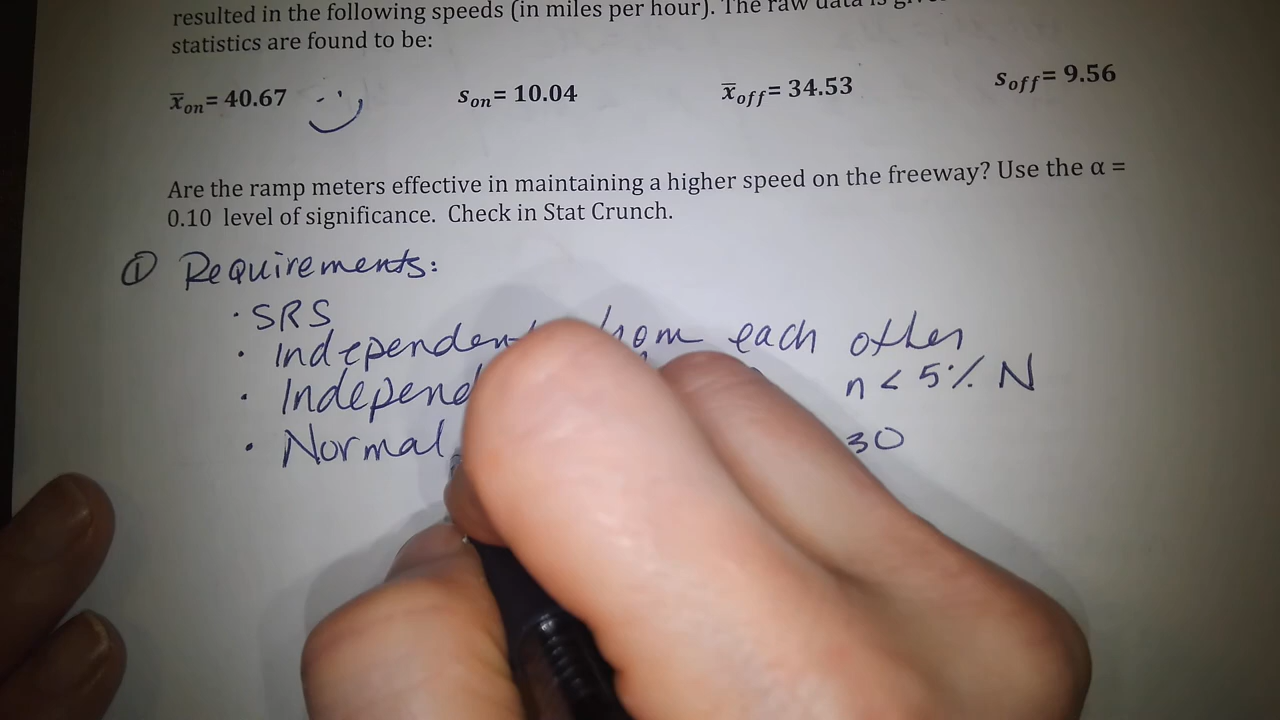 resulted in the following speeds (in miles per hour). The raw data is
statistics are found to be:
x̄on= 40.67 son= 10.04 x̄off= 34.53 soff= 9.56
Are the ramp meters effective in maintaining a higher speed on the freeway? Use the α =
0.10 level of significance. Check in Stat Crunch.
① Requirements:
· SRS
· Independent from each other
· n < 5% N
· Normal 30